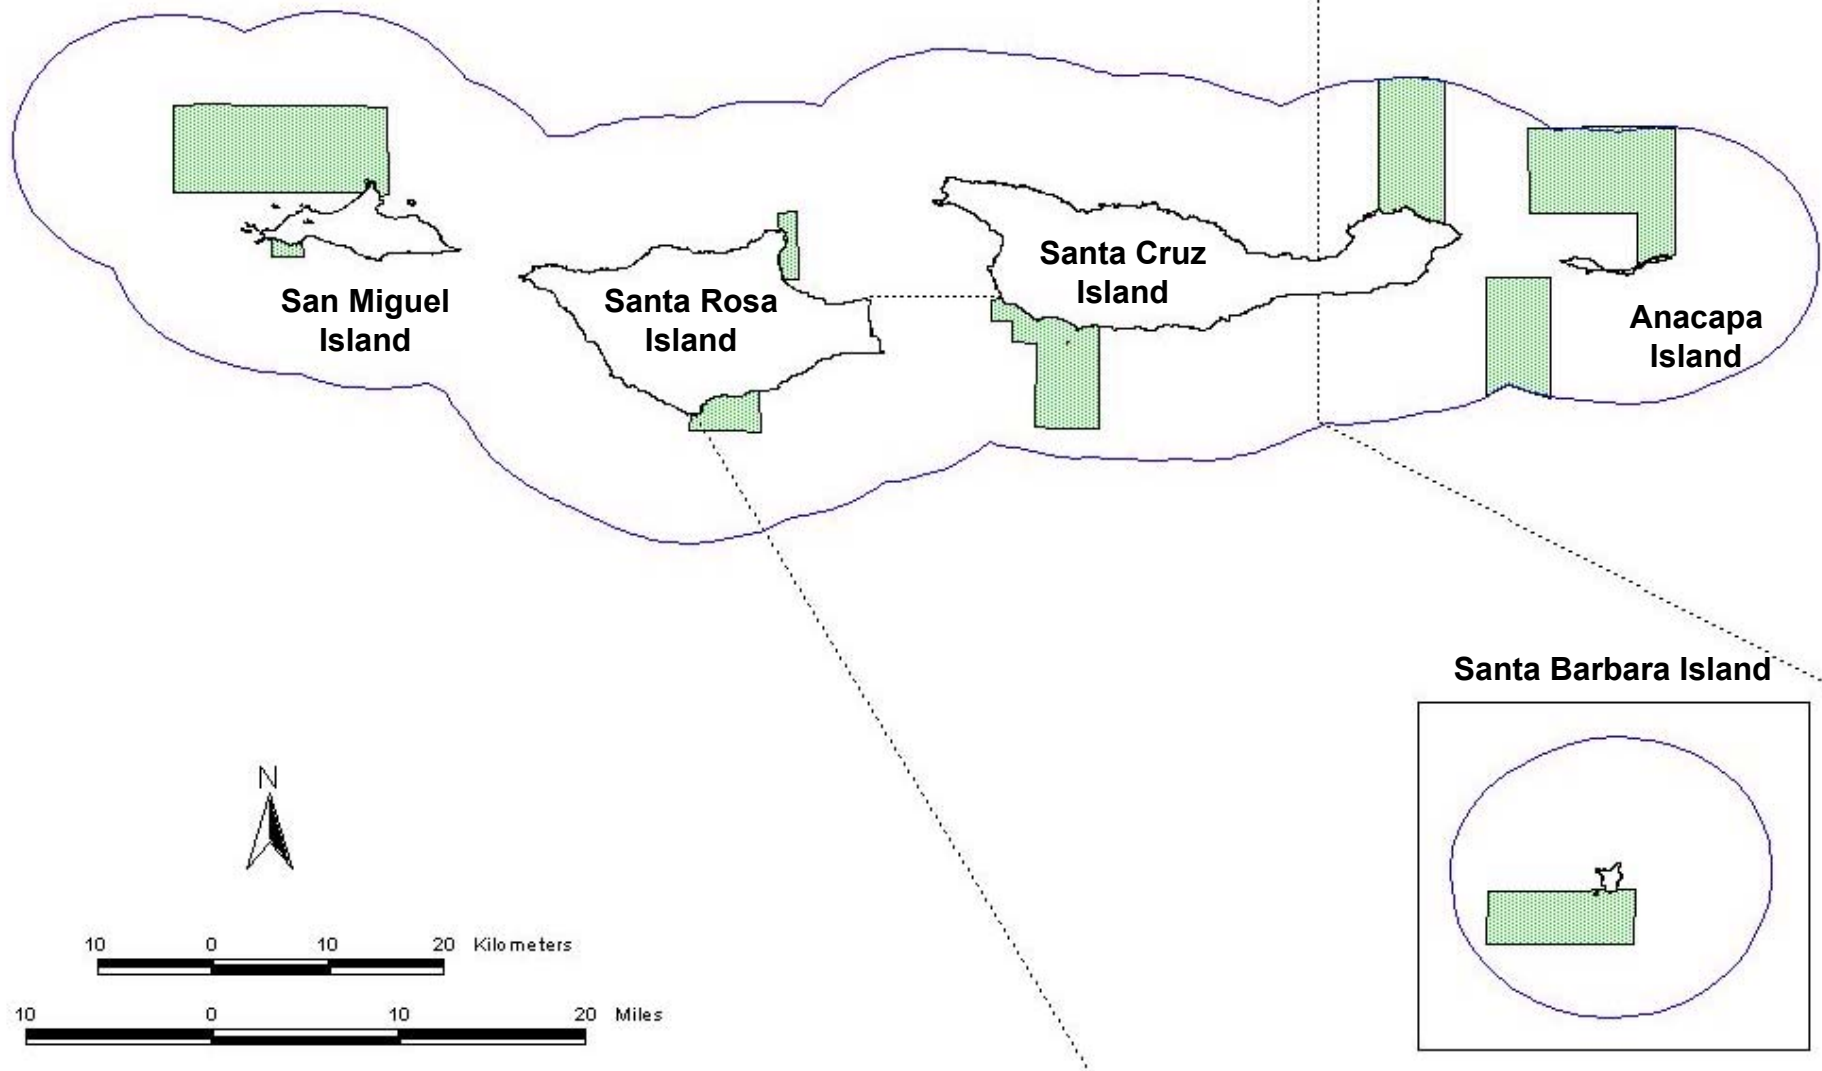 Santa Cruz
Island
San Miguel
Island
Santa Rosa
Island
Anacapa
Island
Santa Barbara Island
N
10 0 10 20 Kilometers
10 0 10 20 Miles